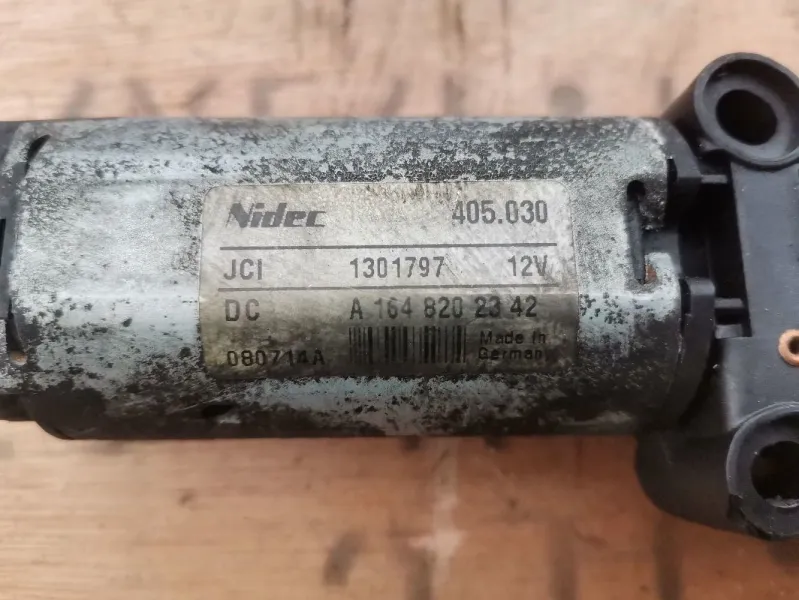 Nidec 405.030
JCI 1301797 12V
DC A 164 820 23 42
080714A Made in
Germany